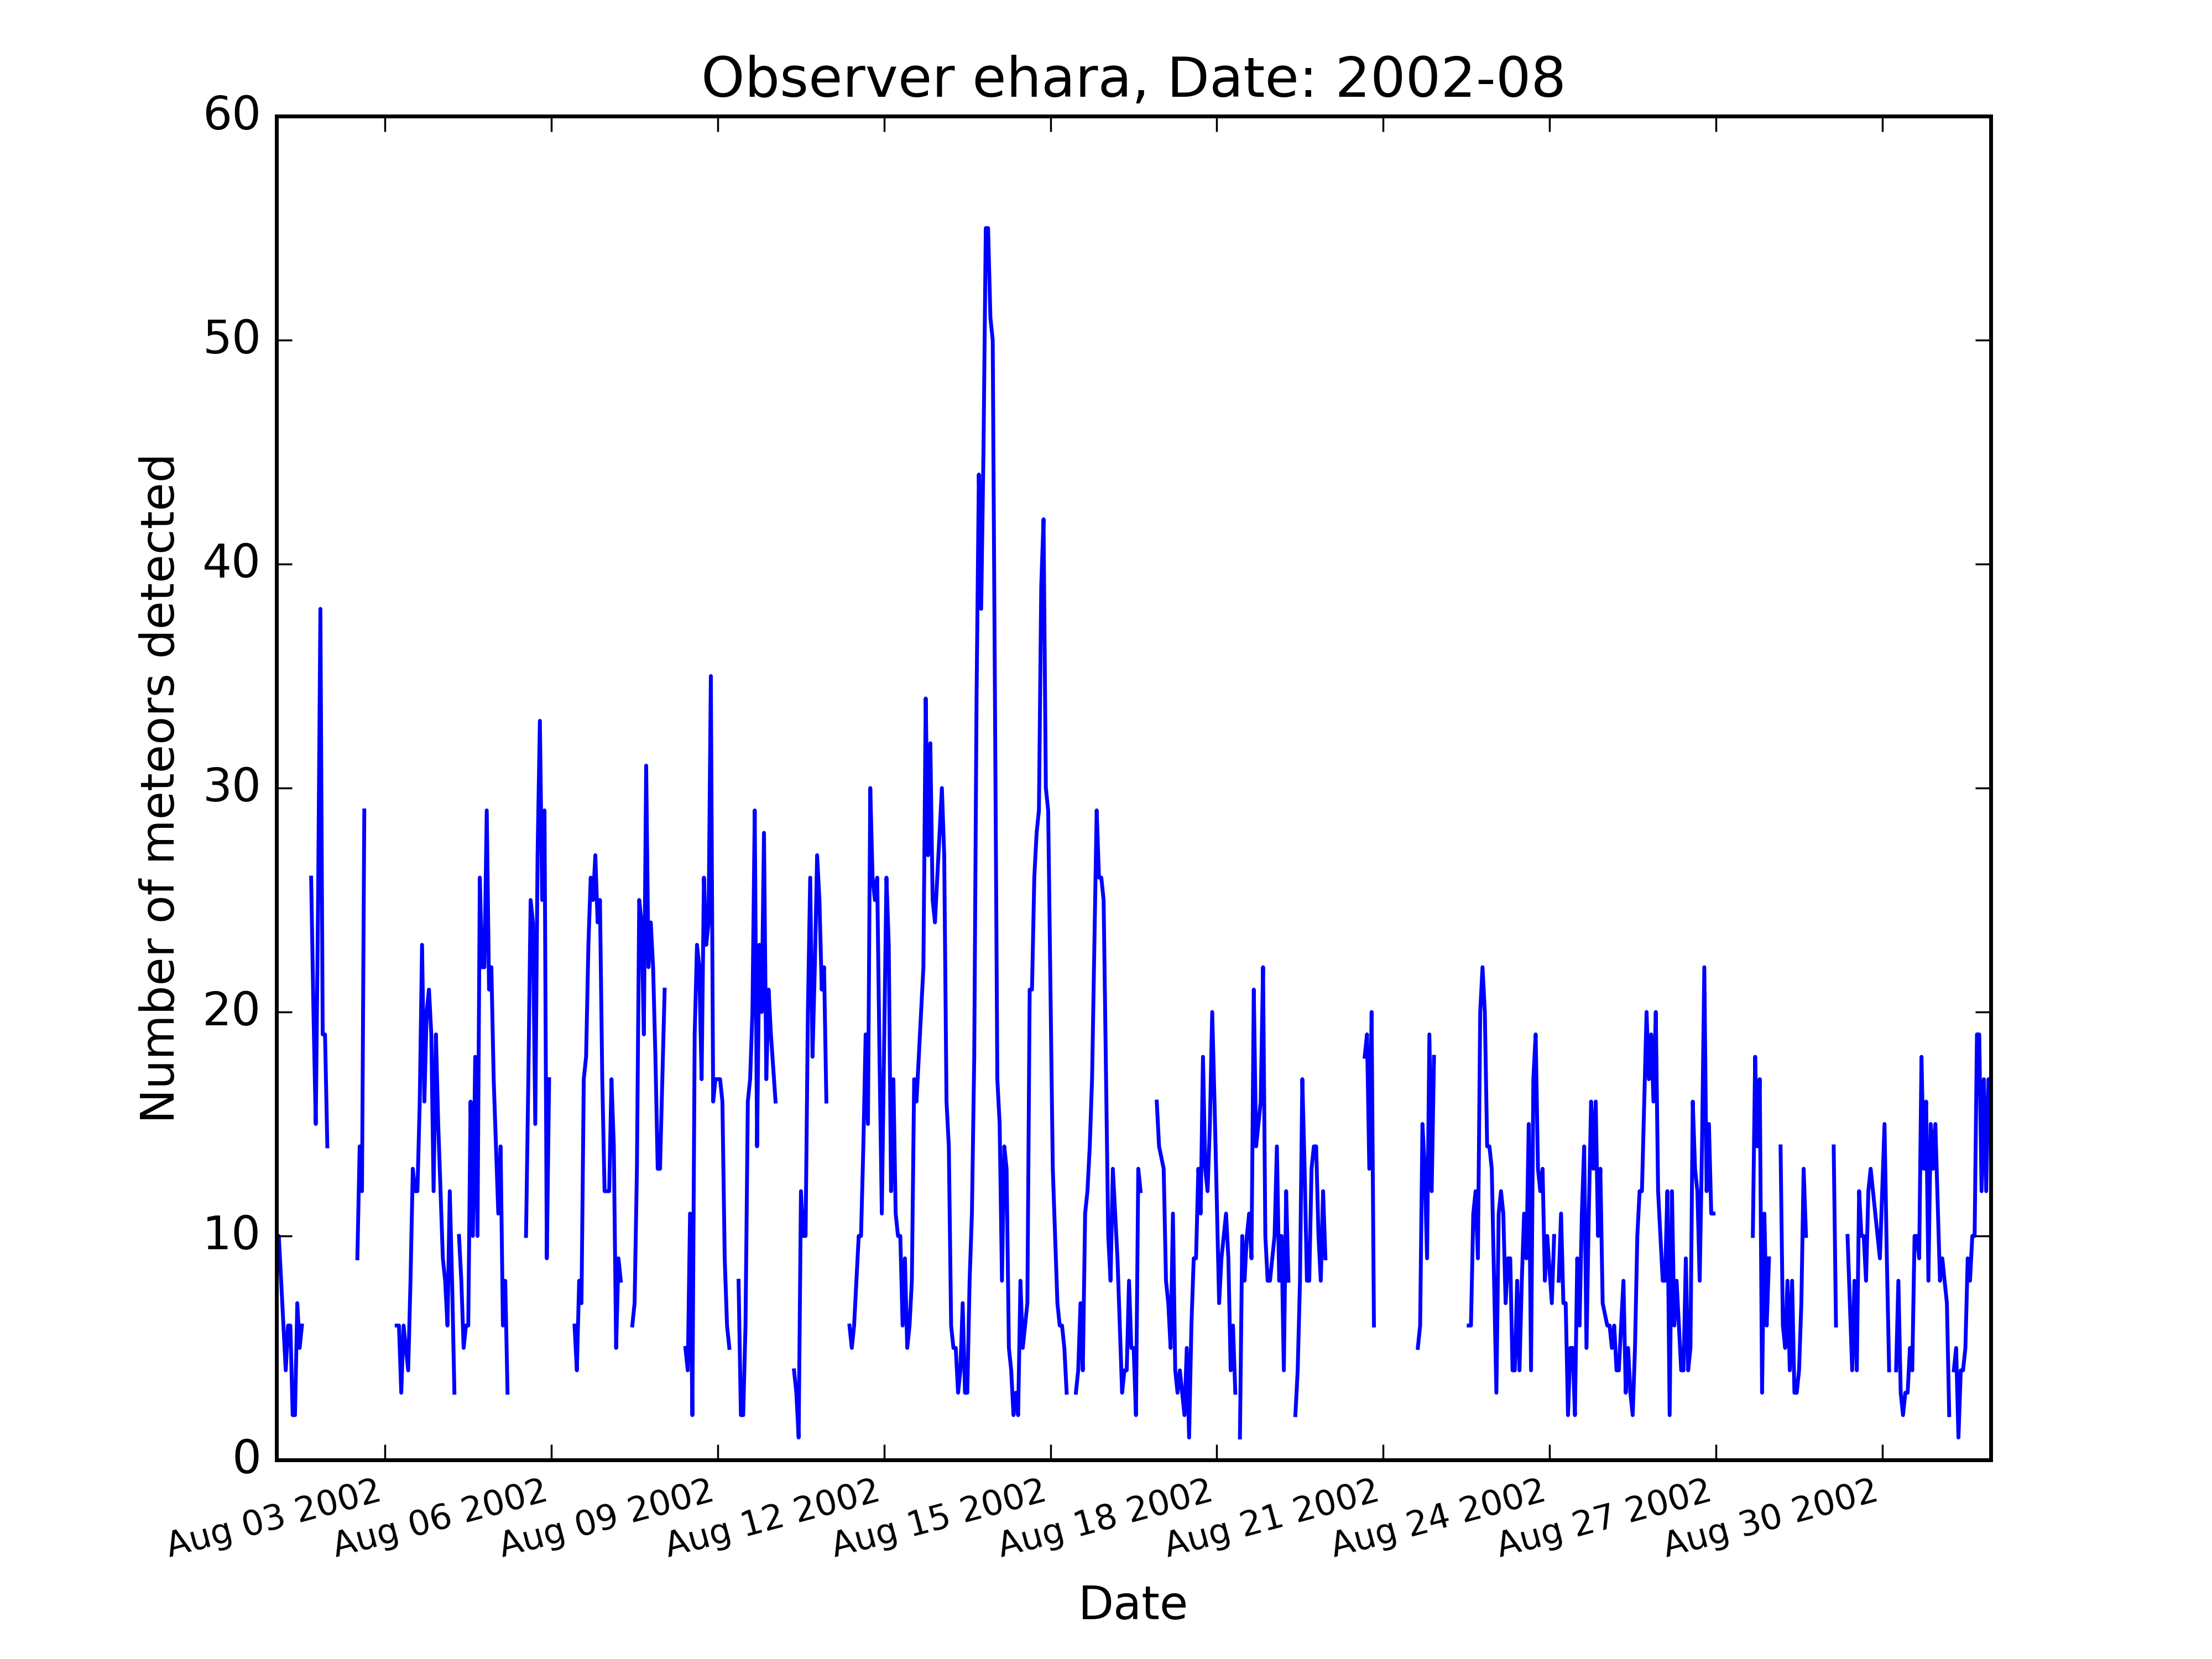 Observer ehara, Date: 2002-08
Number of meteors detected
60
50
40
30
20
10
0
Aug 03 2002
Aug 06 2002
Aug 09 2002
Aug 12 2002
Aug 15 2002
Aug 18 2002
Aug 21 2002
Aug 24 2002
Aug 27 2002
Aug 30 2002
Date